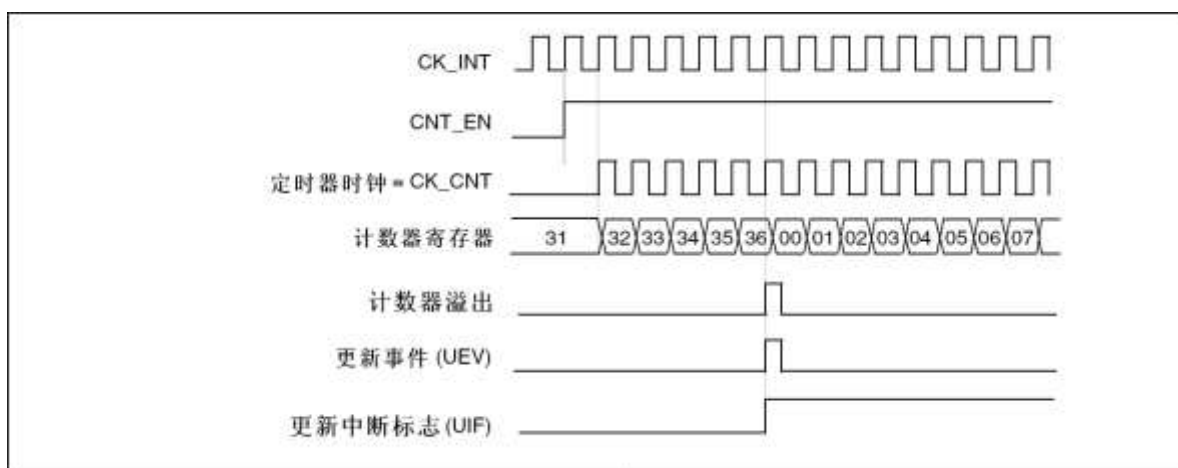 CK_INT
CNT_EN
定时器时钟 = CK_CNT
计数器寄存器 31 32 33 34 35 36 00 01 02 03 04 05 06 07
计数器溢出
更新事件 (UEV)
更新中断标志 (UIF)